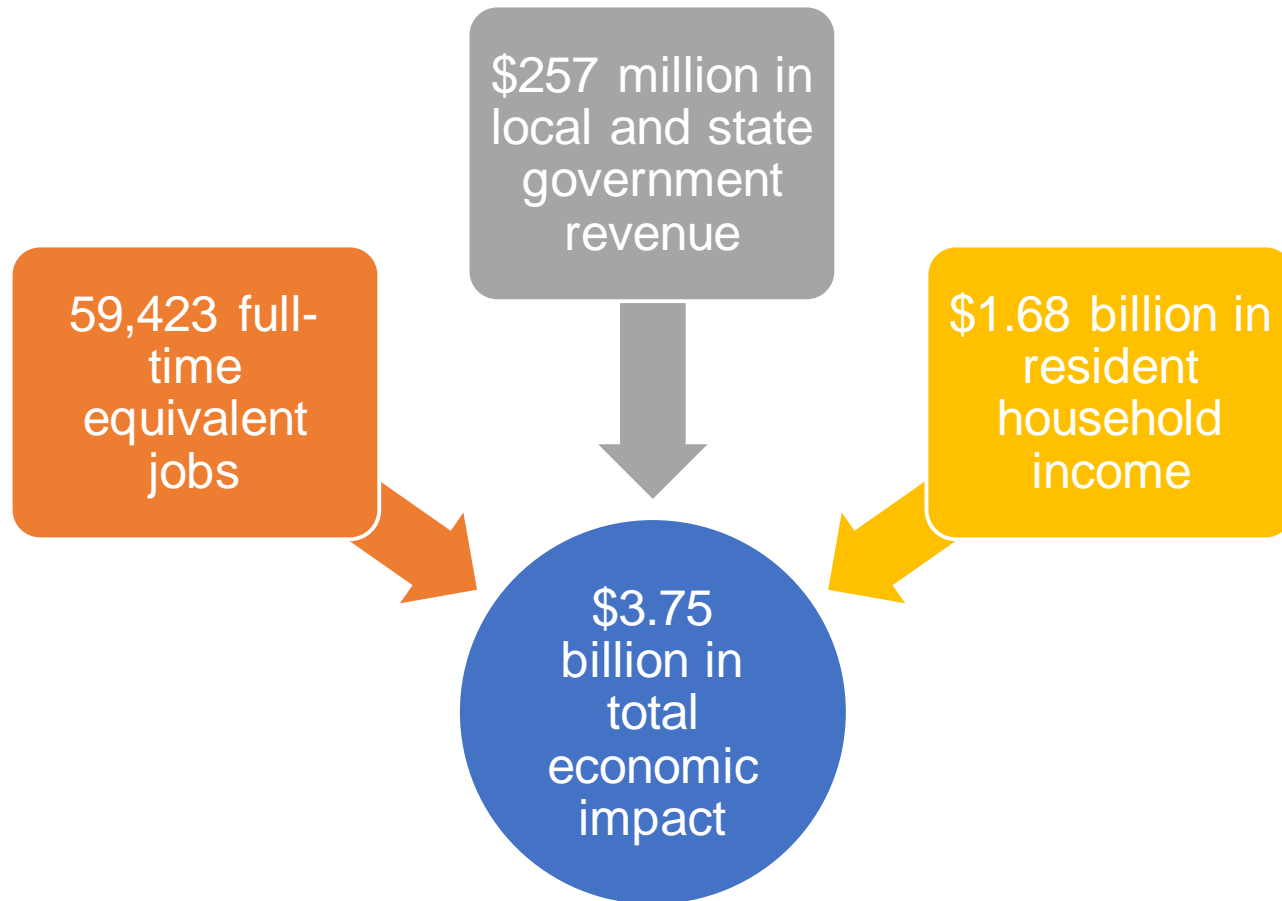 $257 million in
local and state
government
revenue
59,423 full-
time
equivalent
jobs
$1.68 billion in
resident
household
income
$3.75
billion in
total
economic
impact